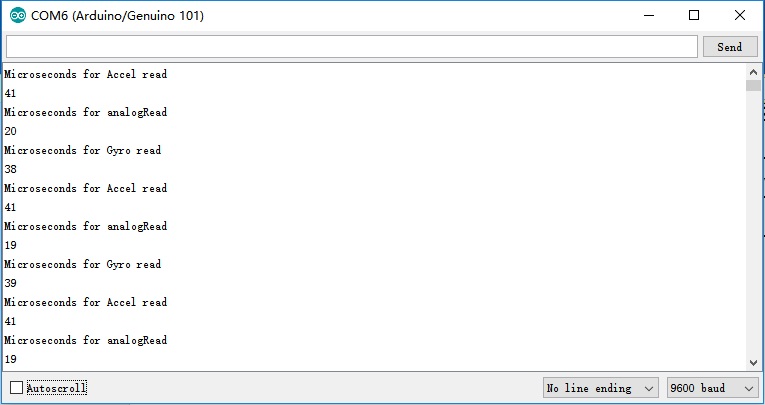 COM6 (Arduino/Genuino 101)
Send
Microseconds for Accel read
41
Microseconds for analogRead
20
Microseconds for Gyro read
38
Microseconds for Accel read
41
Microseconds for analogRead
19
Microseconds for Gyro read
39
Microseconds for Accel read
41
Microseconds for analogRead
19
Autoscroll
No line ending
9600 baud